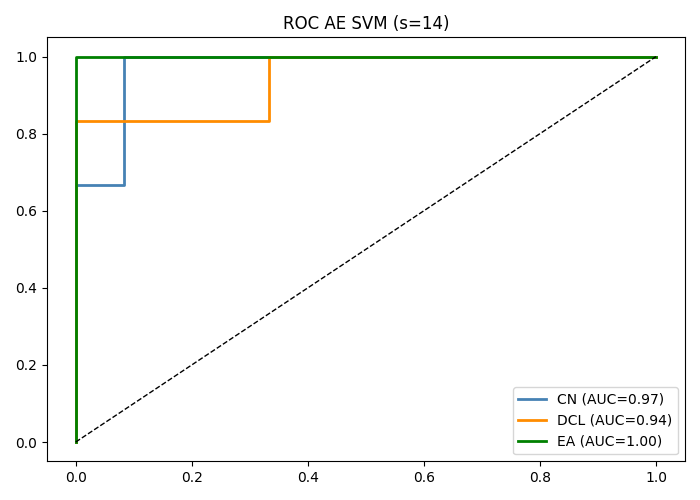 ROC AE SVM (s=14)
1.0
0.8
0.6
0.4
0.2
0.0
0.0 0.2 0.4 0.6 0.8 1.0
CN (AUC=0.97)
DCL (AUC=0.94)
EA (AUC=1.00)